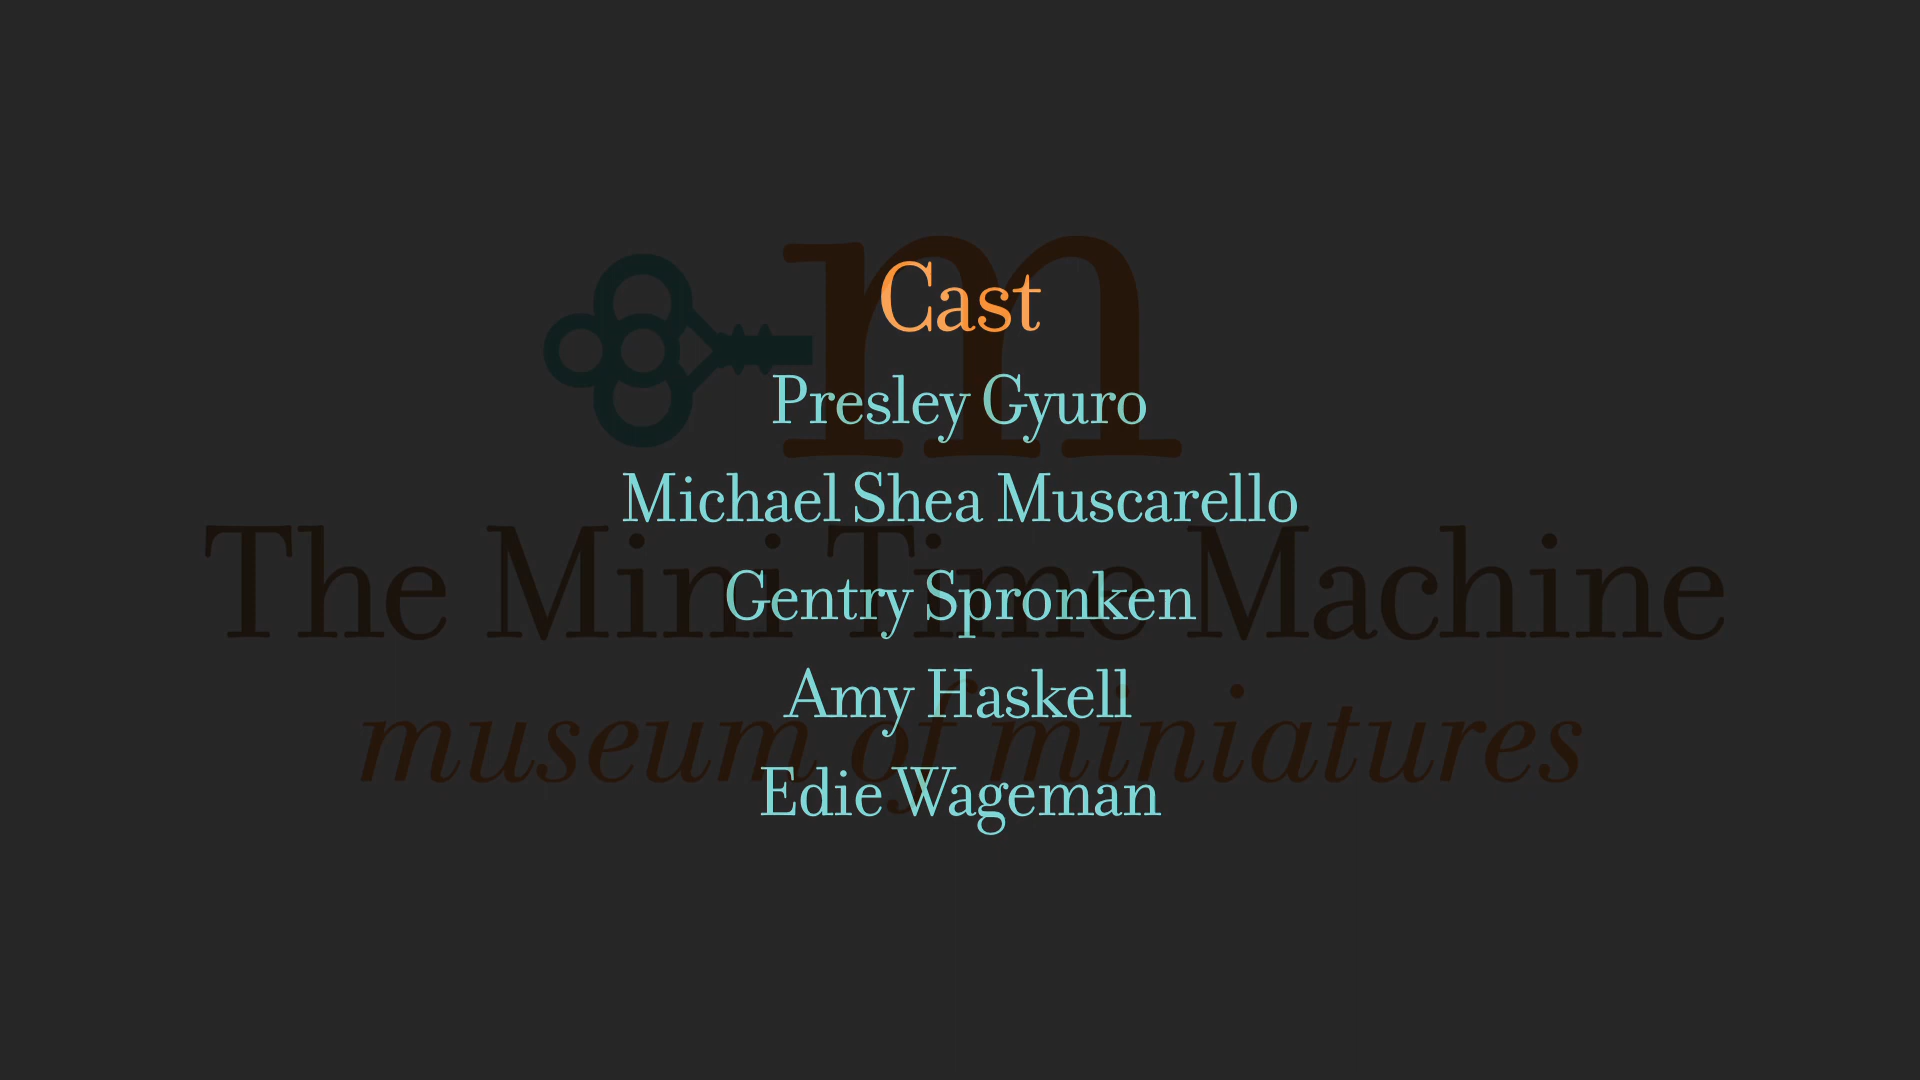 Cast
Presley Gyuro
Michael Shea Muscarello
Gentry Spronken
Amy Haskell
Edie Wageman
m
The Mini Time Machine
museum of miniatures